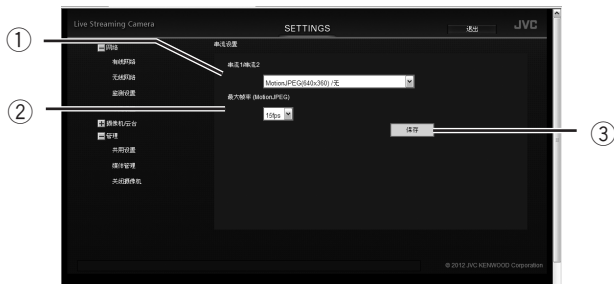 Live Streaming Camera
SETTINGS
退出
JVC
①
网络
串流设置
有线网络
串流1/串流2
无线网络
MotionJPEG(640x360) /无
监测设置
最大帧率 (MotionJPEG)
②
15fps
摄像机/云台
保存
③
管理
共用设置
媒体管理
关闭摄像机
© 2012 JVC KENWOOD Corporation